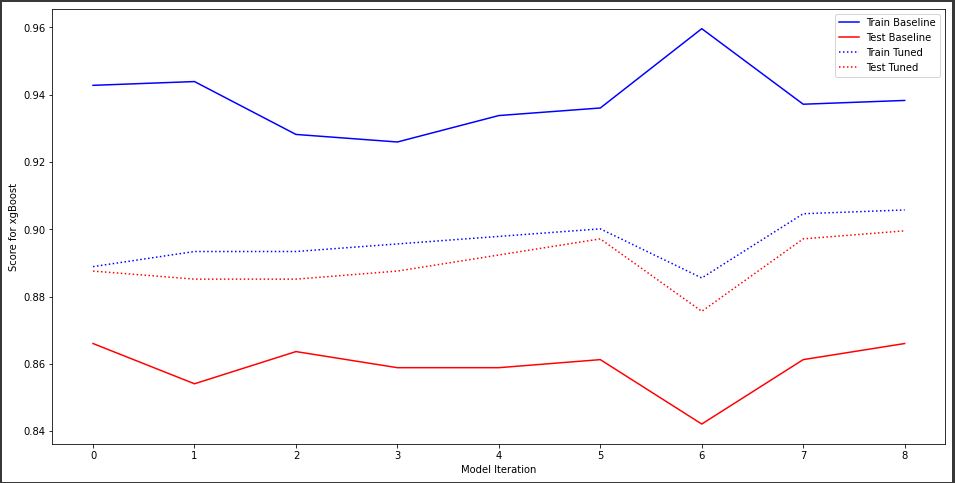 Train Baseline
Test Baseline
Train Tuned
Test Tuned
0.96
0.94
0.92
0.90
0.88
0.86
0.84
Score for xgBoost
0 1 2 3 4 5 6 7 8
Model Iteration